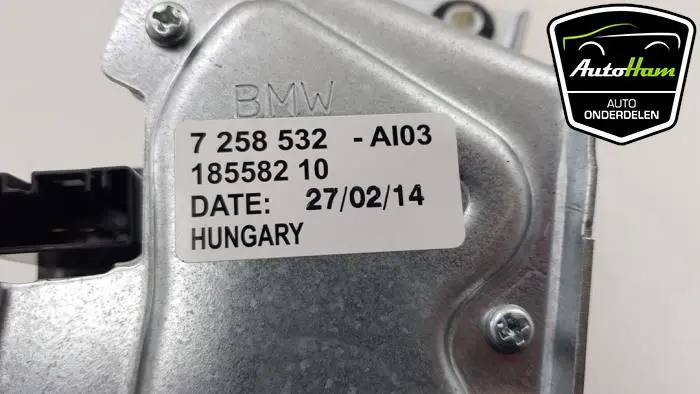 BMW
7 258 532 - AI03
185582 10
DATE: 27/02/14
HUNGARY
AutoHam
AUTO
ONDERDELEN